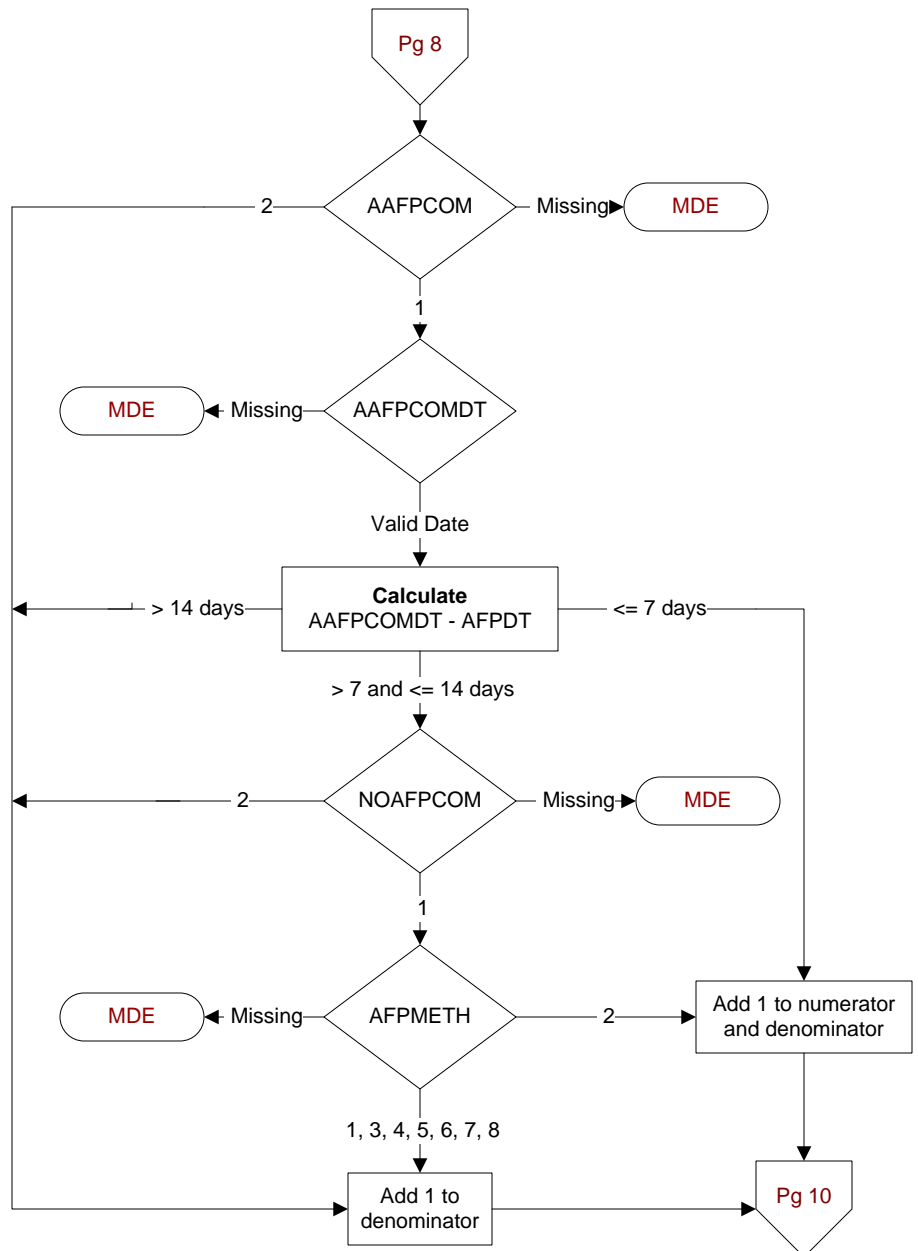 Pg 8
AAFPCOM
2
Missing
MDE
1
MDE
Missing
AAFPCOMDT
Valid Date
Calculate
AAFPCOMDT - AFPDT
> 14 days
<= 7 days
> 7 and <= 14 days
2
NOAFPCOM
Missing
MDE
1
MDE
Missing
AFPMETH
2
Add 1 to numerator
and denominator
1, 3, 4, 5, 6, 7, 8
Add 1 to
denominator
Pg 10